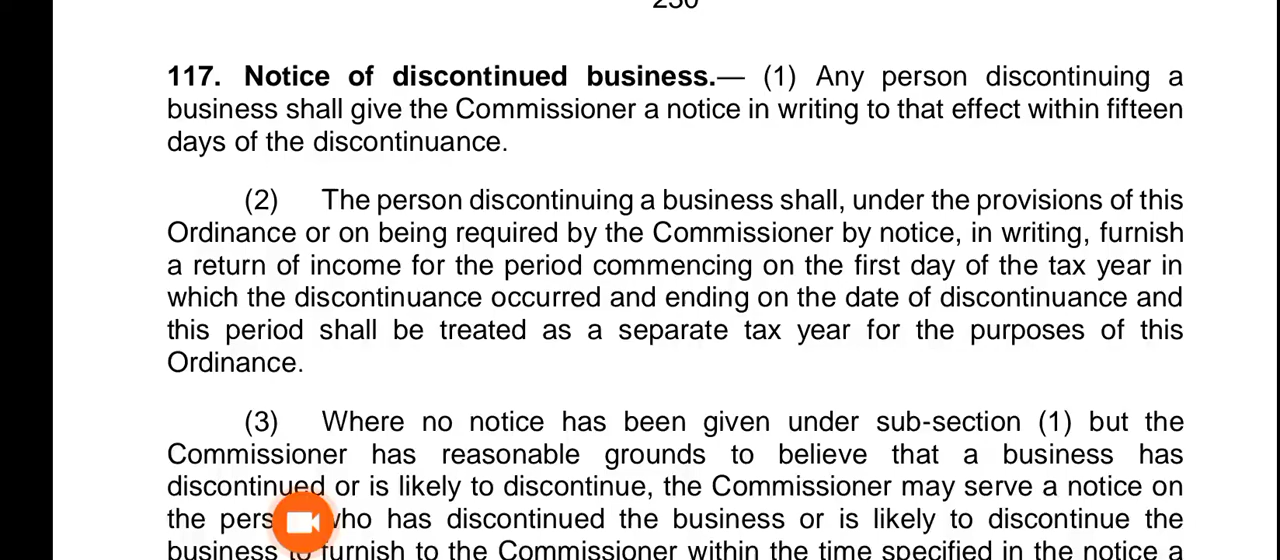 117. Notice of discontinued business.— (1) Any person discontinuing a
business shall give the Commissioner a notice in writing to that effect within fifteen
days of the discontinuance.
(2) The person discontinuing a business shall, under the provisions of this
Ordinance or on being required by the Commissioner by notice, in writing, furnish
a return of income for the period commencing on the first day of the tax year in
which the discontinuance occurred and ending on the date of discontinuance and
this period shall be treated as a separate tax year for the purposes of this
Ordinance.
(3) Where no notice has been given under sub-section (1) but the
Commissioner has reasonable grounds to believe that a business has
discontinued or is likely to discontinue, the Commissioner may serve a notice on
the who has discontinued the business or is likely to discontinue the
business furnish to the Commissioner within the time specified in the notice a